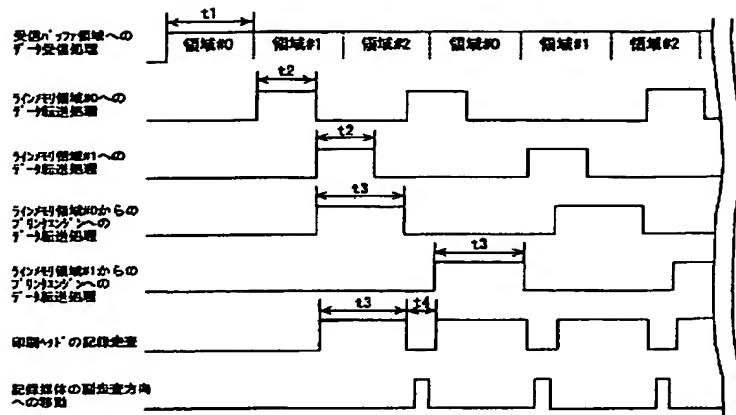 t1
受信バッファ領域への
データ受信処理
領域#0 領域#1 領域#2 領域#0 領域#1 領域#2
t2
ラインメモリ領域#0への
データ転送処理
t2
ラインメモリ領域#1への
データ転送処理
t3
ラインメモリ領域#0からの
プリントエンジンへの
データ転送処理
t3
ラインメモリ領域#1からの
プリントエンジンへの
データ転送処理
t3 t4
印刷ヘッドの記録走査
記録媒体の副走査方向
への移動